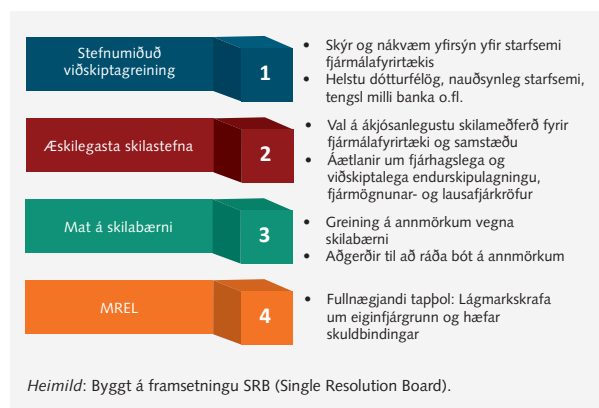 Stefnumiðuð
viðskiptagreining
1
• Skýr og nákvæm yfirsýn yfir starfsemi
fjármálafyrirtækis
• Helstu dótturfélög, nauðsynleg starfsemi,
tengsl milli banka o.fl.
Æskilegasta skilastefna
2
• Val á ákjósanlegustu skilameðferð fyrir
fjármálafyrirtæki og samstæðu
• Áætlanir um fjárhagslega og
viðskiptalega endurskipulagningu,
fjármögnunar- og lausafjárkröfur
Mat á skilabærni
3
• Greining á annmörkum vegna
skilabærni
• Aðgerðir til að ráða bót á annmörkum
MREL
4
• Fullnægjandi tapþol: Lágmarkskrafa
um eiginfjárgrunn og hæfar
skuldbindingar
Heimild: Byggt á framsetningu SRB (Single Resolution Board).